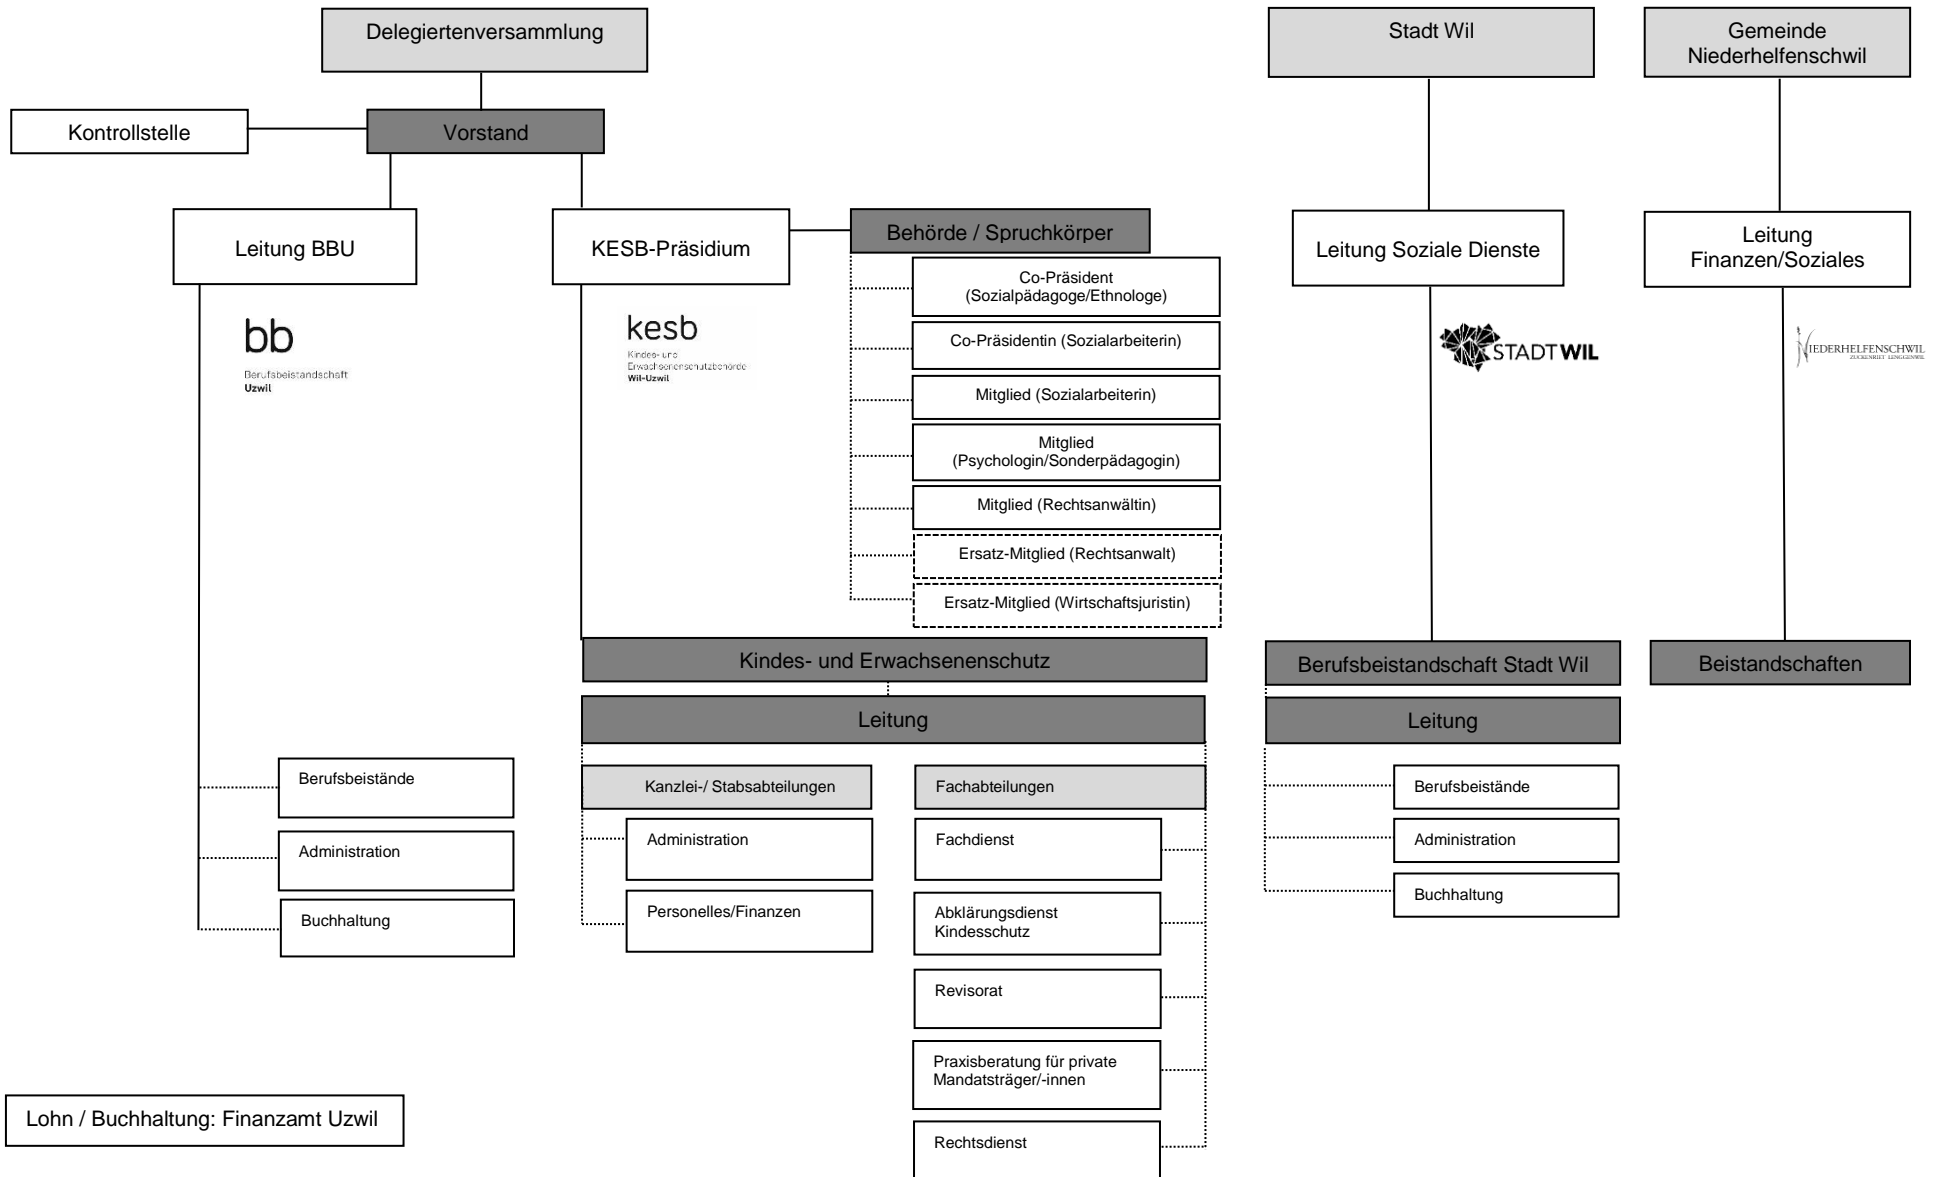 Delegiertenversammlung
Stadt Wil
Gemeinde
Niederhelfenschwil
Kontrollstelle
Vorstand
Leitung BBU
KESB-Präsidium
Behörde / Spruchkörper
Leitung Soziale Dienste
Leitung
Finanzen/Soziales
Co-Präsident
(Sozialpädagoge/Ethnologe)
Co-Präsidentin (Sozialarbeiterin)
Mitglied (Sozialarbeiterin)
Mitglied
(Psychologin/Sonderpädagogin)
Mitglied (Rechtsanwältin)
Ersatz-Mitglied (Rechtsanwalt)
Ersatz-Mitglied (Wirtschaftsjuristin)
bb
Berufsbeistandschaft
Uzwil
kesb
Kindes- und
Erwachsenenschutzbehörde
Wil-Uzwil
STADT WIL
NIEDERHELFENSCHWIL
ZUCKENRIET LENGGENWIL
Kindes- und Erwachsenenschutz
Berufsbeistandschaft Stadt Wil
Beistandschaften
Leitung
Leitung
Berufsbeistände
Administration
Buchhaltung
Kanzlei-/ Stabsabteilungen
Administration
Personelles/Finanzen
Fachabteilungen
Fachdienst
Abklärungsdienst
Kindesschutz
Revisorat
Praxisberatung für private
Mandatsträger/-innen
Rechtsdienst
Berufsbeistände
Administration
Buchhaltung
Lohn / Buchhaltung: Finanzamt Uzwil